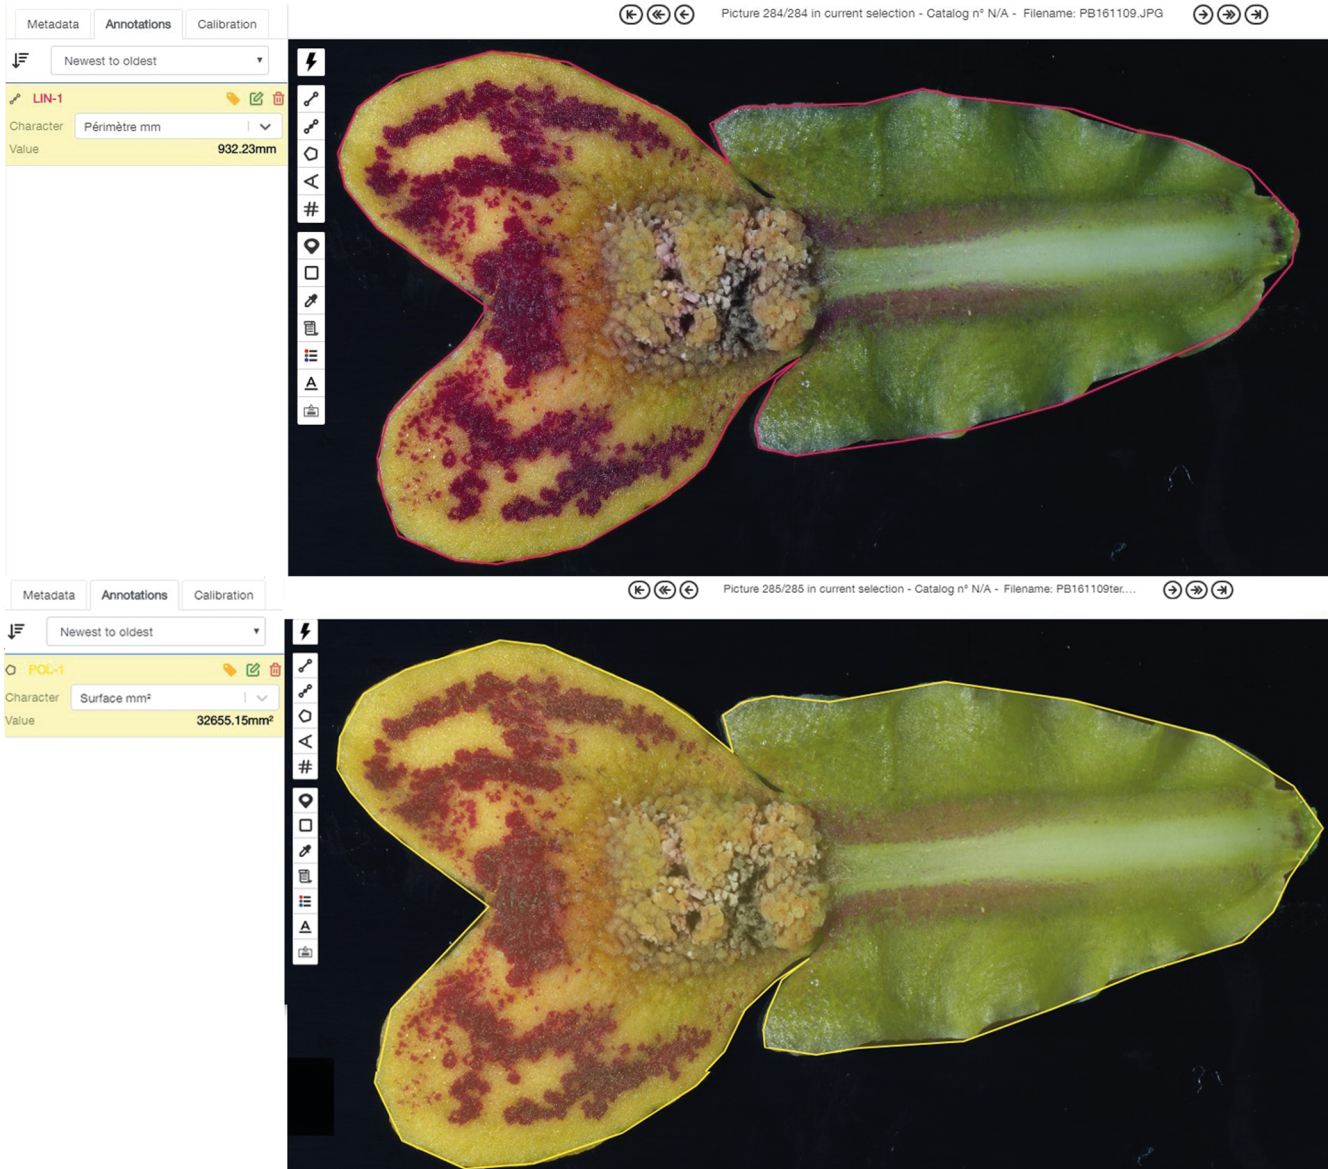 Metadata Annotations Calibration
Picture 284/284 in current selection - Catalog n° N/A - Filename: PB161109.JPG
Newest to oldest
LIN-1
Character Périmètre mm
Value 932.23mm
#
A
Metadata Annotations Calibration
Picture 285/285 in current selection - Catalog n° N/A - Filename: PB161109ter....
Newest to oldest
POL-1
Character Surface mm²
Value 32655.15mm²
#
A